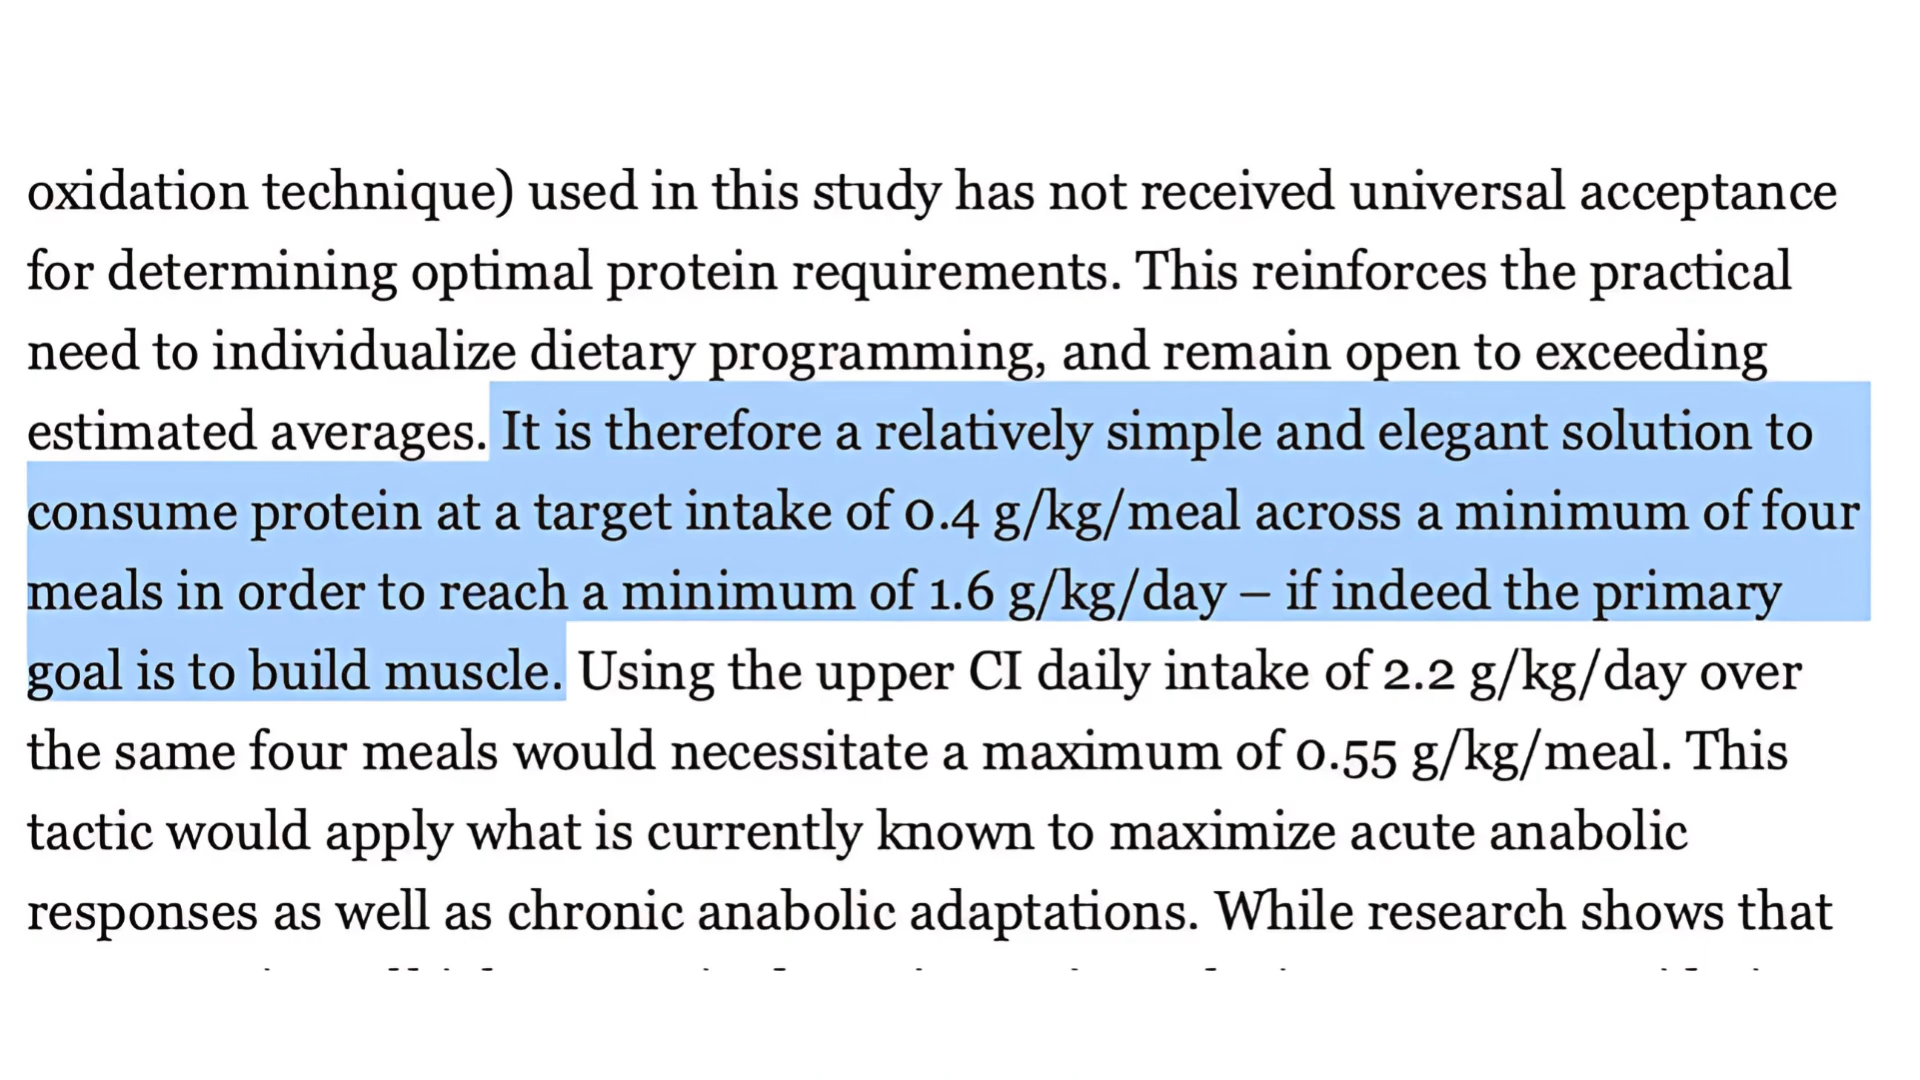 oxidation technique) used in this study has not received universal acceptance
for determining optimal protein requirements. This reinforces the practical
need to individualize dietary programming, and remain open to exceeding
estimated averages. It is therefore a relatively simple and elegant solution to
consume protein at a target intake of 0.4 g/kg/meal across a minimum of four
meals in order to reach a minimum of 1.6 g/kg/day – if indeed the primary
goal is to build muscle. Using the upper CI daily intake of 2.2 g/kg/day over
the same four meals would necessitate a maximum of 0.55 g/kg/meal. This
tactic would apply what is currently known to maximize acute anabolic
responses as well as chronic anabolic adaptations. While research shows that